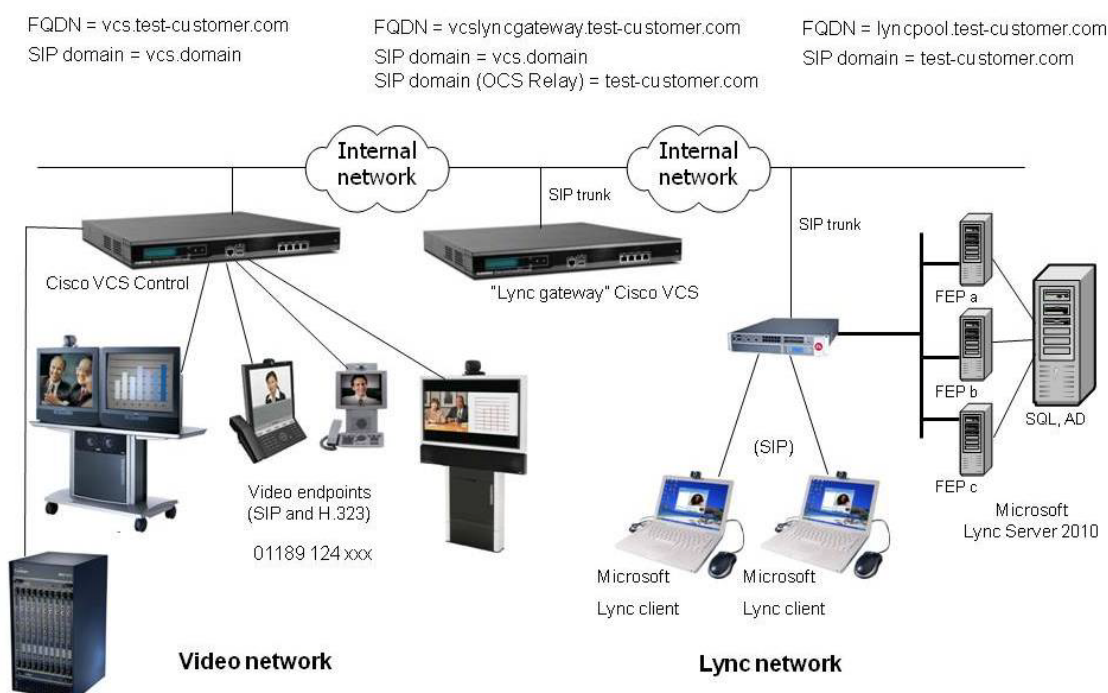 FQDN = vcs.test-customer.com
SIP domain = vcs.domain
FQDN = vcslyncgateway.test-customer.com
SIP domain = vcs.domain
SIP domain (OCS Relay) = test-customer.com
FQDN = lyncpool.test-customer.com
SIP domain = test-customer.com
Internal
network
Internal
network
SIP trunk
SIP trunk
Cisco VCS Control
"Lync gateway" Cisco VCS
FEP a
FEP b
FEP c
SQL, AD
(SIP)
Video endpoints
(SIP and H.323)
01189 124 xxx
Microsoft
Lync Server 2010
Microsoft
Lync client
Microsoft
Lync client
Video network
Lync network